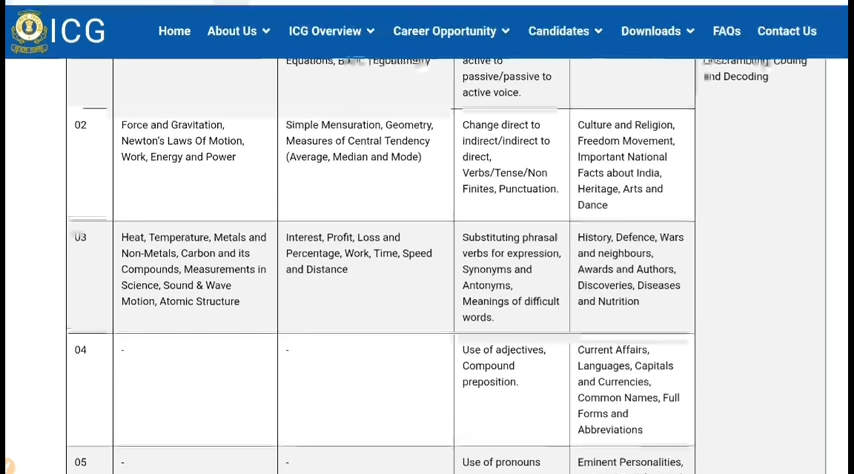 ICG
Home About Us ICG Overview Career Opportunity Candidates Downloads FAQs Contact Us
Equations,
active to
passive/passive to
active voice.
Coding
and Decoding
02
Force and Gravitation,
Newton's Laws Of Motion,
Work, Energy and Power
Simple Mensuration, Geometry,
Measures of Central Tendency
(Average, Median and Mode)
Change direct to
indirect/indirect to
direct,
Verbs/Tense/Non
Finites, Punctuation.
Culture and Religion,
Freedom Movement,
Important National
Facts about India,
Heritage, Arts and
Dance
03
Heat, Temperature, Metals and
Non-Metals, Carbon and its
Compounds, Measurements in
Science, Sound & Wave
Motion, Atomic Structure
Interest, Profit, Loss and
Percentage, Work, Time, Speed
and Distance
Substituting phrasal
verbs for expression,
Synonyms and
Antonyms,
Meanings of difficult
words.
History, Defence, Wars
and neighbours,
Awards and Authors,
Discoveries, Diseases
and Nutrition
04
-
-
Use of adjectives,
Compound
preposition.
Current Affairs,
Languages, Capitals
and Currencies,
Common Names, Full
Forms and
Abbreviations
05
-
-
Use of pronouns
Eminent Personalities,